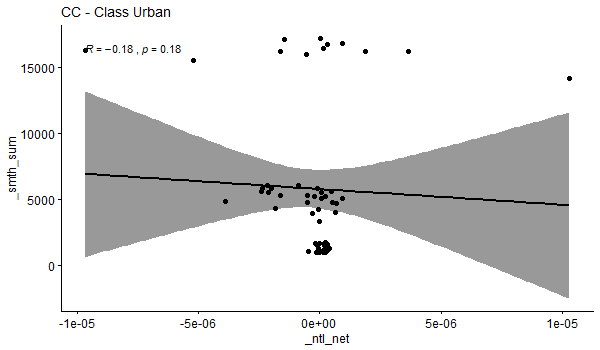 CC - Class Urban
R = −0.18 , p = 0.18
15000
10000
5000
0
_smth_sum
-1e-05 -5e-06 0e+00 5e-06 1e-05
_ntl_net